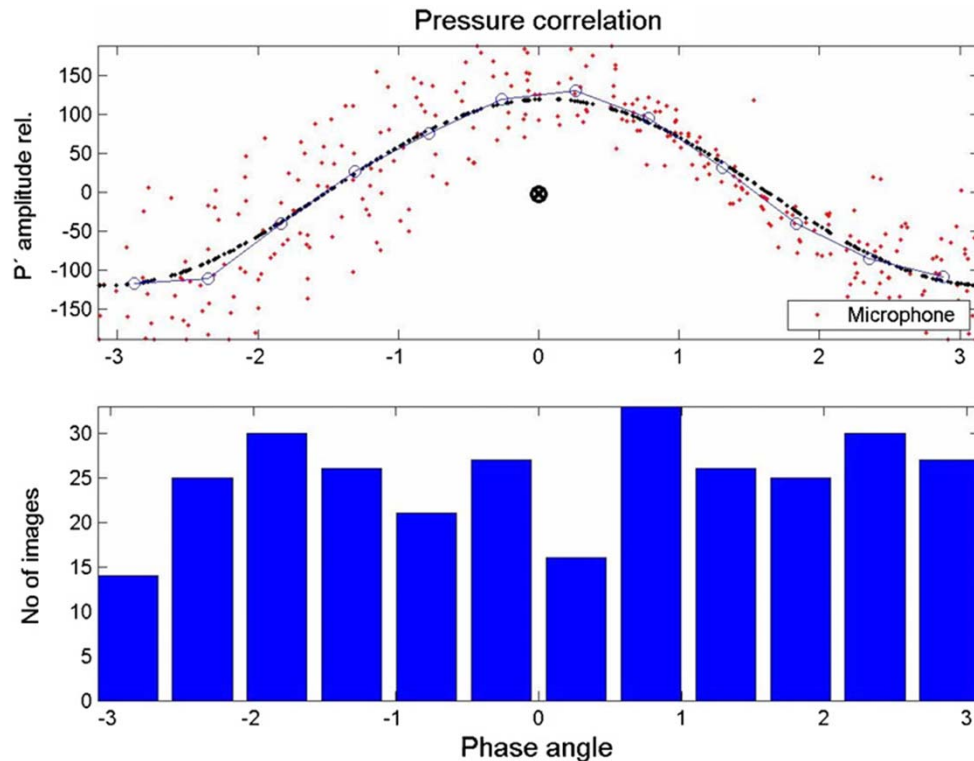 Pressure correlation
P´ amplitude rel.
150
100
50
0
-50
-100
-150
Microphone
-3 -2 -1 0 1 2 3
No of images
30
25
20
15
10
5
0
-3 -2 -1 0 1 2 3
Phase angle